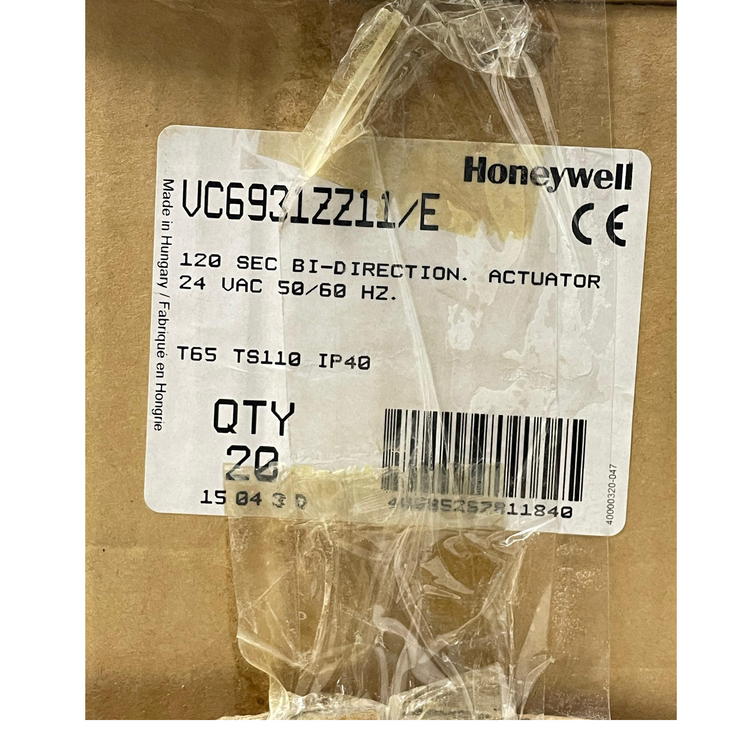 Honeywell
VC6931ZZ11/E
CE
120 SEC BI-DIRECTION. ACTUATOR
24 VAC 50/60 HZ.
T65 TS110 IP40
QTY
20
15 04 3 D
Made in Hungary / Fabriqué en Hongrie
40000320-047